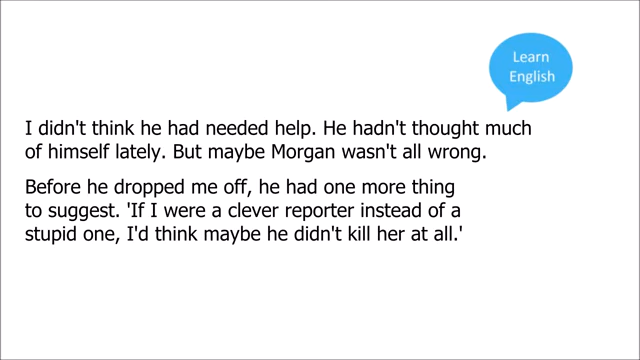 Learn
English
I didn't think he had needed help. He hadn't thought much
of himself lately. But maybe Morgan wasn't all wrong.
Before he dropped me off, he had one more thing
to suggest. 'If I were a clever reporter instead of a
stupid one, I'd think maybe he didn't kill her at all.'